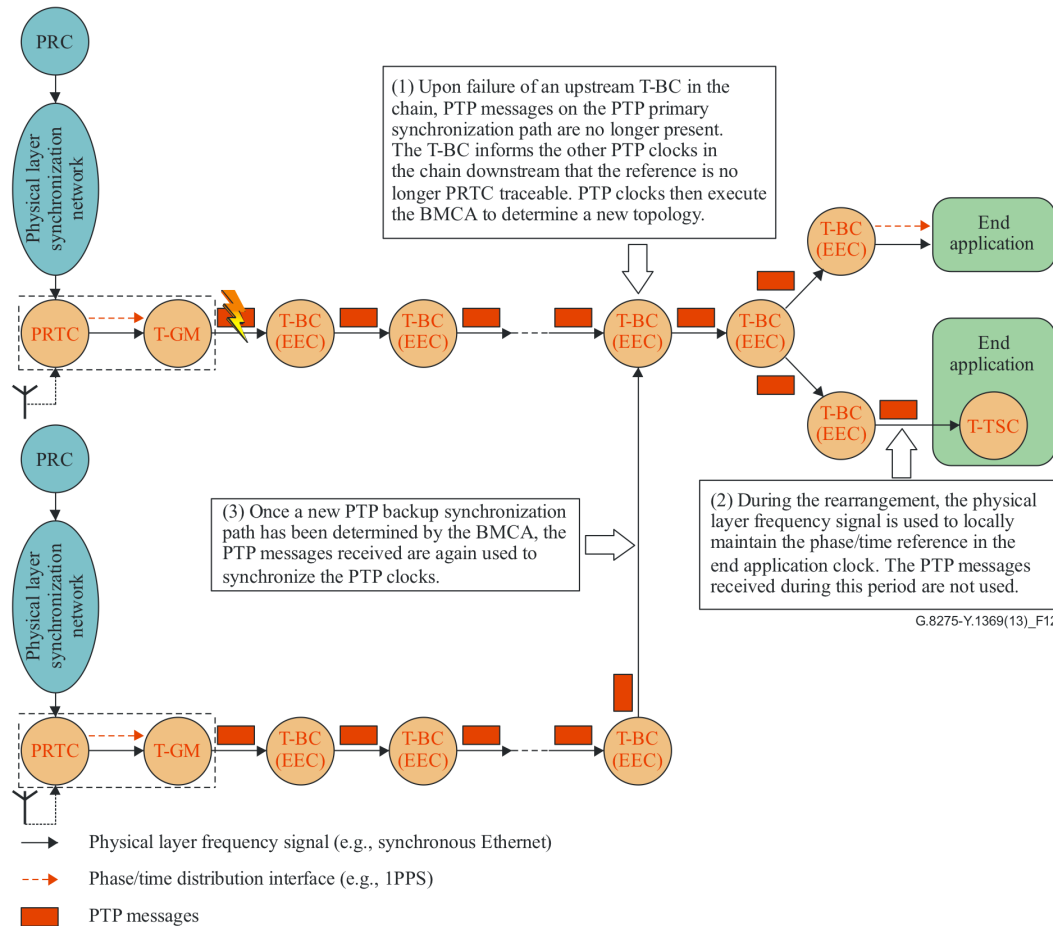 PRC
Physical layer
synchronization
network
(1) Upon failure of an upstream T-BC in the
chain, PTP messages on the PTP primary
synchronization path are no longer present.
The T-BC informs the other PTP clocks in
the chain downstream that the reference is no
longer PRTC traceable. PTP clocks then execute
the BMCA to determine a new topology.
T-BC
(EEC)
End
application
PRTC
T-GM
T-BC
(EEC)
T-BC
(EEC)
T-BC
(EEC)
T-BC
(EEC)
End
application
T-BC
(EEC)
T-TSC
PRC
Physical layer
synchronization
network
(3) Once a new PTP backup synchronization
path has been determined by the BMCA, the
PTP messages received are again used to
synchronize the PTP clocks.
(2) During the rearrangement, the physical
layer frequency signal is used to locally
maintain the phase/time reference in the
end application clock. The PTP messages
received during this period are not used.
G.8275-Y.1369(13)_F12
PRTC
T-GM
T-BC
(EEC)
T-BC
(EEC)
T-BC
(EEC)
Physical layer frequency signal (e.g., synchronous Ethernet)
Phase/time distribution interface (e.g., 1PPS)
PTP messages